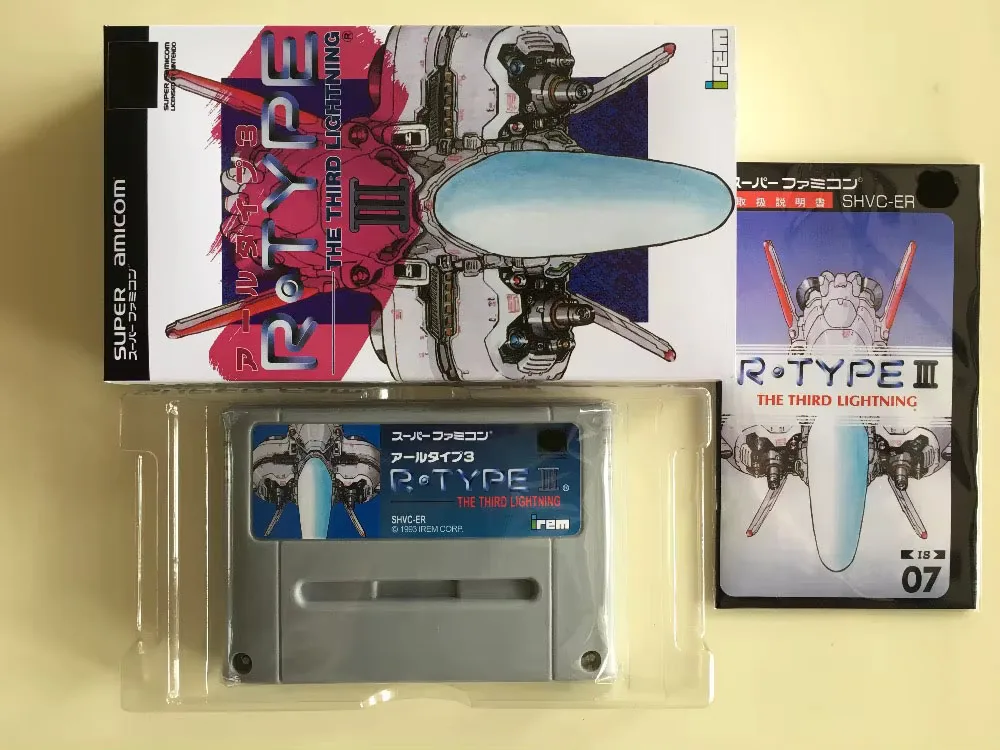 SUPER amicom
スーパーファミコン®
SUPER AMICOM
LICENSED BY NINTENDO
アールタイプ3
R・TYPE
THE THIRD LIGHTNING®
III
irem
スーパーファミコン®
取扱説明書 SHVC-ER
R・TYPE III
THE THIRD LIGHTNING
IS
07
スーパーファミコン®
アールタイプ3
R・TYPE III®
THE THIRD LIGHTNING
SHVC-ER
© 1993 IREM CORP.
irem